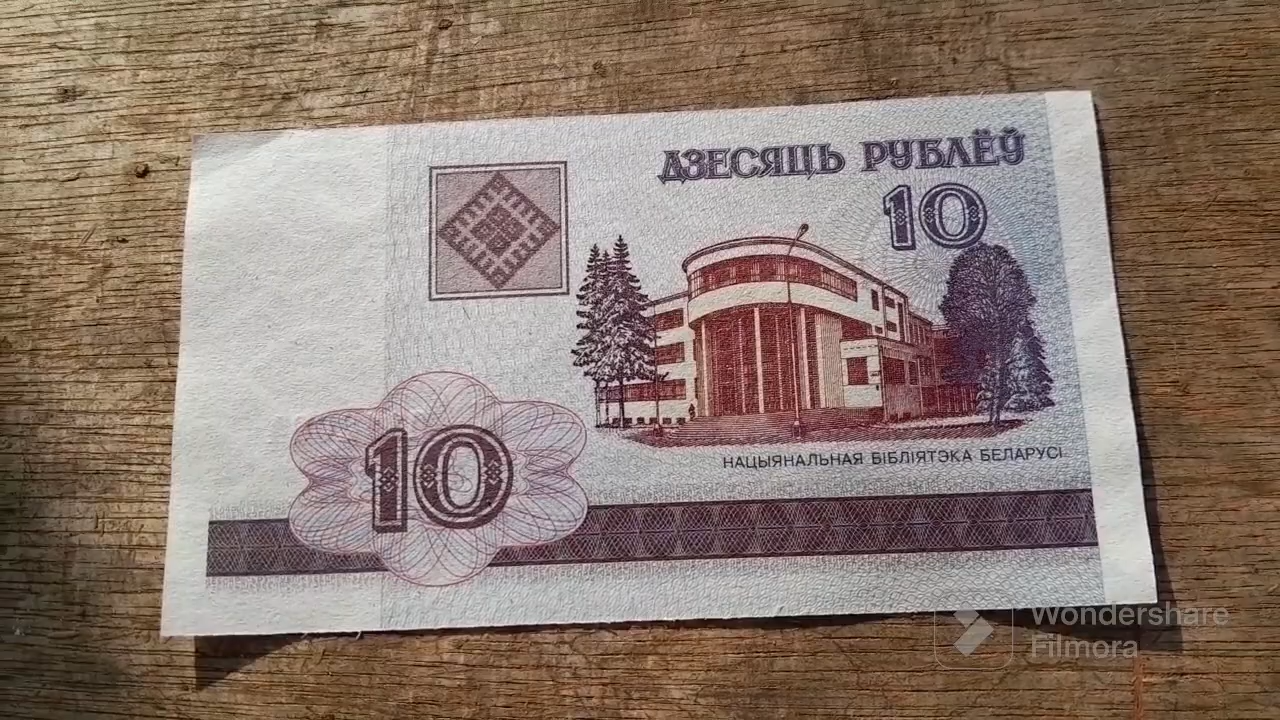 ДЗЕСЯЦЬ РУБЛЁЎ
10
НАЦЫЯНАЛЬНАЯ БІБЛІЯТЭКА БЕЛАРУСІ
10
Wondershare
Filmora